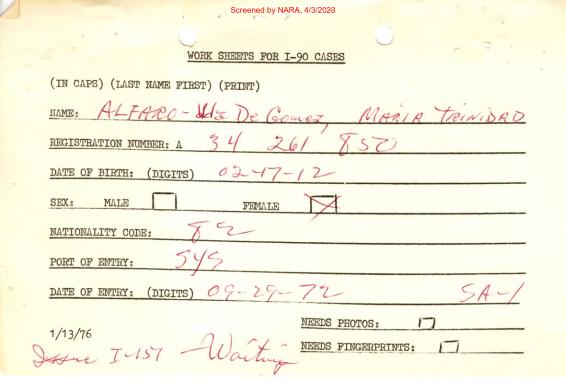 Screened by NARA, 4/3/2023
WORK SHEETS FOR I-90 CASES
(IN CAPS) (LAST NAME FIRST) (PRINT)
NAME: ALFARO-Vdz De Gomez, MARIA TRINIDAD
REGISTRATION NUMBER: A 34 261 850
DATE OF BIRTH: (DIGITS) 02-17-12
SEX: MALE FEMALE
NATIONALITY CODE: 82
PORT OF ENTRY: SYS
DATE OF ENTRY: (DIGITS) 09-29-72 SA-1
NEEDS PHOTOS:
1/13/76
Issue I-151 - Waiting
NEEDS FINGERPRINTS: